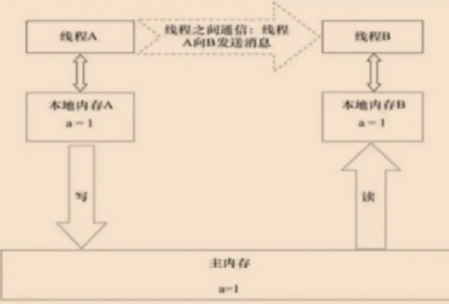 线程A
线程之间通信：线程
A向B发送消息
线程B
本地内存A
a = 1
本地内存B
a = 1
写
读
主内存
a=1